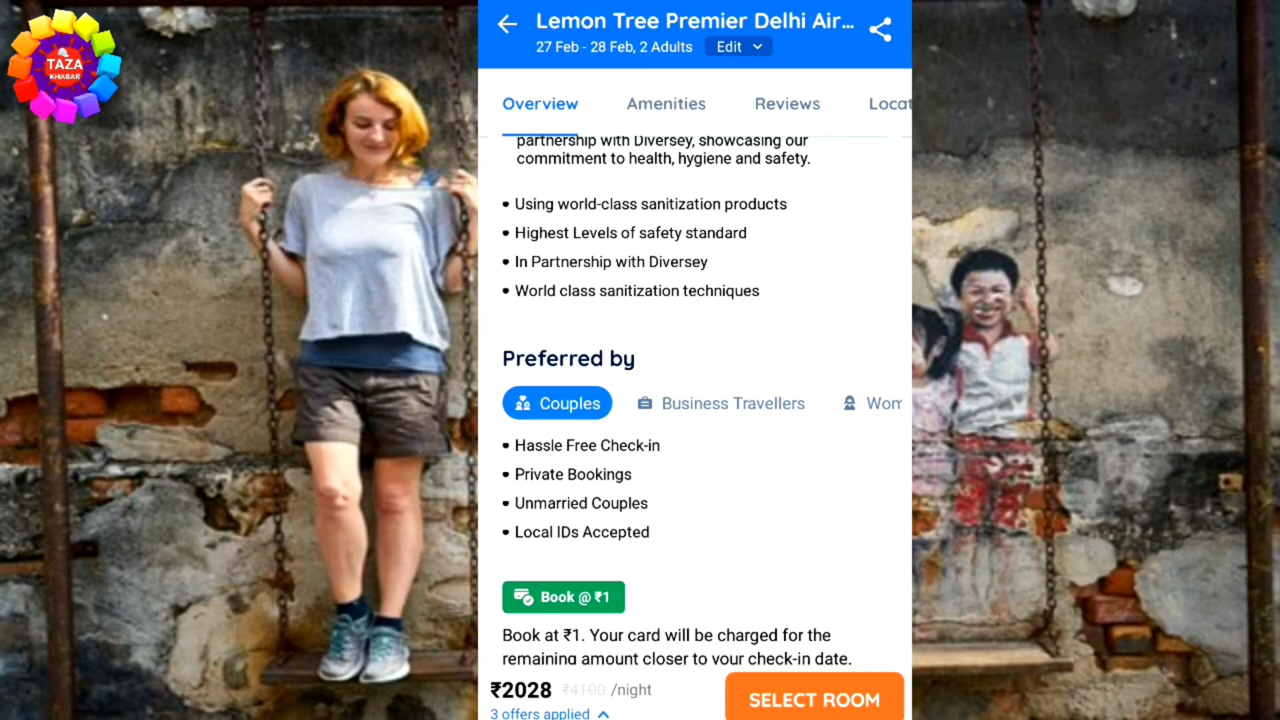 TAZA
KHABAR
Lemon Tree Premier Delhi Air...
27 Feb - 28 Feb, 2 Adults Edit
Overview Amenities Reviews Locat
partnership with Diversey, showcasing our
commitment to health, hygiene and safety.
• Using world-class sanitization products
• Highest Levels of safety standard
• In Partnership with Diversey
• World class sanitization techniques
Preferred by
Couples Business Travellers Wom
• Hassle Free Check-in
• Private Bookings
• Unmarried Couples
• Local IDs Accepted
Book @ ₹1
Book at ₹1. Your card will be charged for the
remaining amount closer to your check-in date.
₹2028 ₹4100 /night
SELECT ROOM
3 offers applied